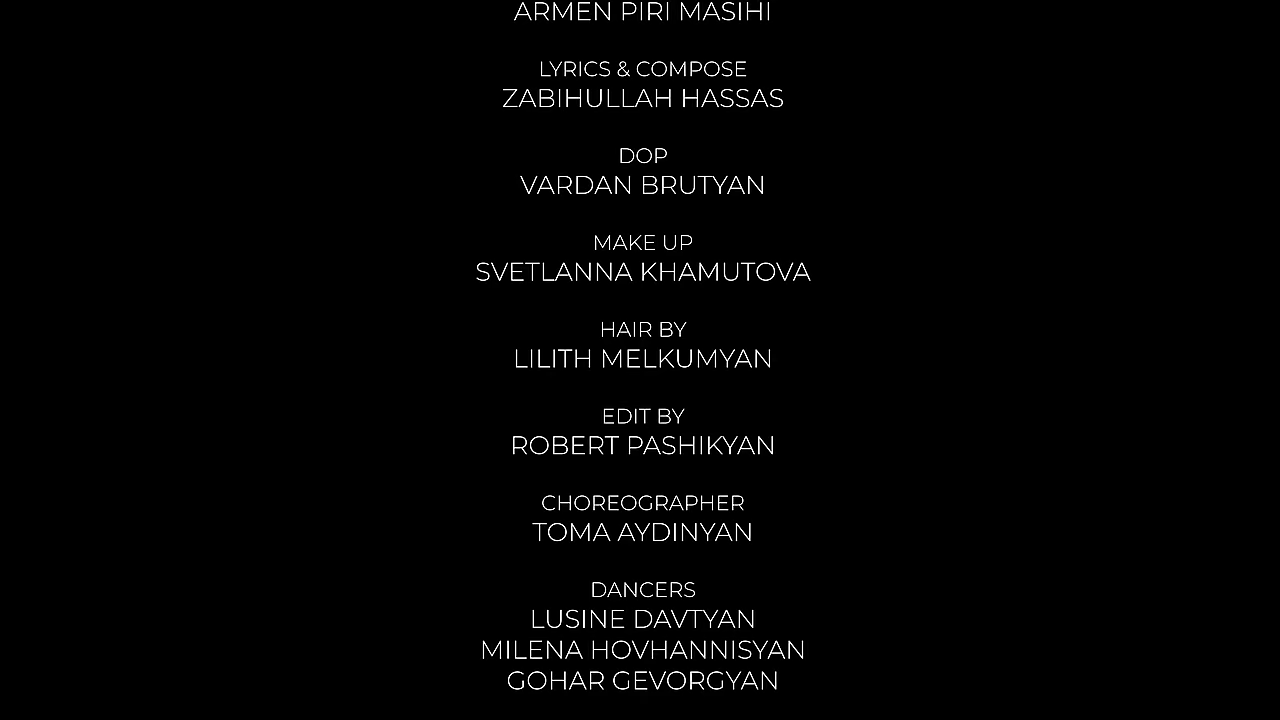 ARMEN PIRI MASIHI
LYRICS & COMPOSE
ZABIHULLAH HASSAS
DOP
VARDAN BRUTYAN
MAKE UP
SVETLANNA KHAMUTOVA
HAIR BY
LILITH MELKUMYAN
EDIT BY
ROBERT PASHIKYAN
CHOREOGRAPHER
TOMA AYDINYAN
DANCERS
LUSINE DAVTYAN
MILENA HOVHANNISYAN
GOHAR GEVORGYAN